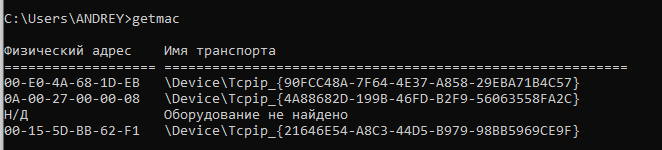 C:\Users\ANDREY>getmac
Физический адрес    Имя транспорта
=================== ==========================================================
00-E0-4A-68-1D-EB   \Device\Tcpip_{90FCC48A-7F64-4E37-A858-29EBA71B4C57}
0A-00-27-00-00-08   \Device\Tcpip_{4A88682D-199B-46FD-B2F9-56063558FA2C}
Н/Д                 Оборудование не найдено
00-15-5D-BB-62-F1   \Device\Tcpip_{21646E54-A8C3-44D5-B979-98BB5969CE9F}